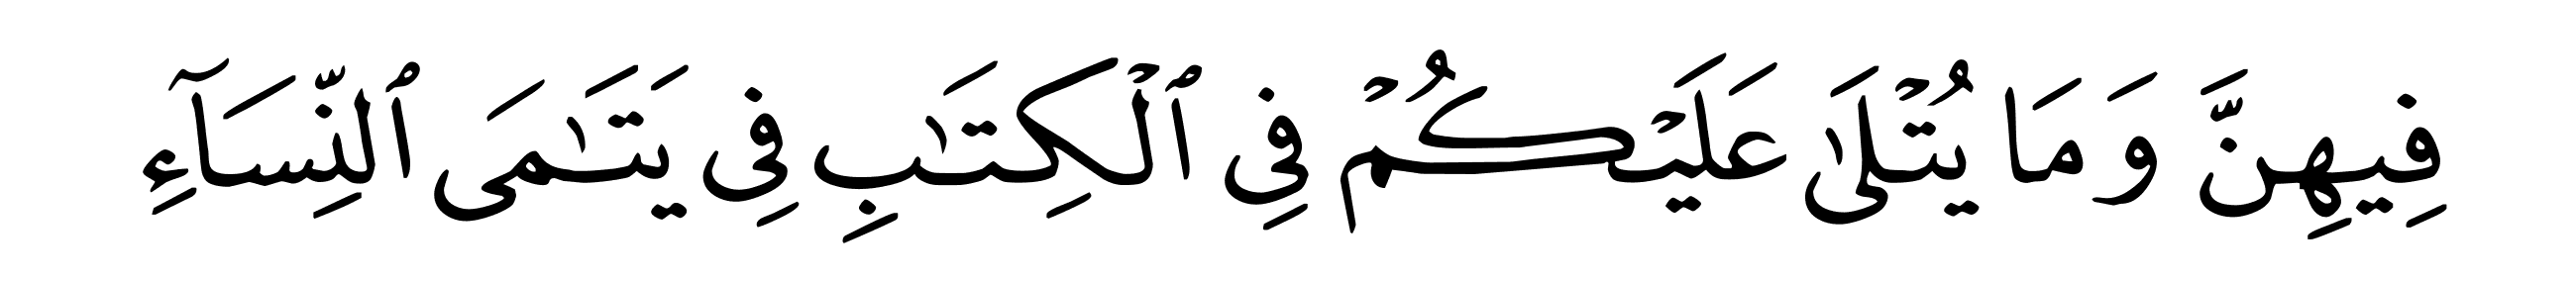 فِيهِنَّ وَمَا يُتْلَىٰ عَلَيْكُمْ فِى ٱلْكِتَـٰبِ فِى يَتَـٰمَى ٱلنِّسَآءِ